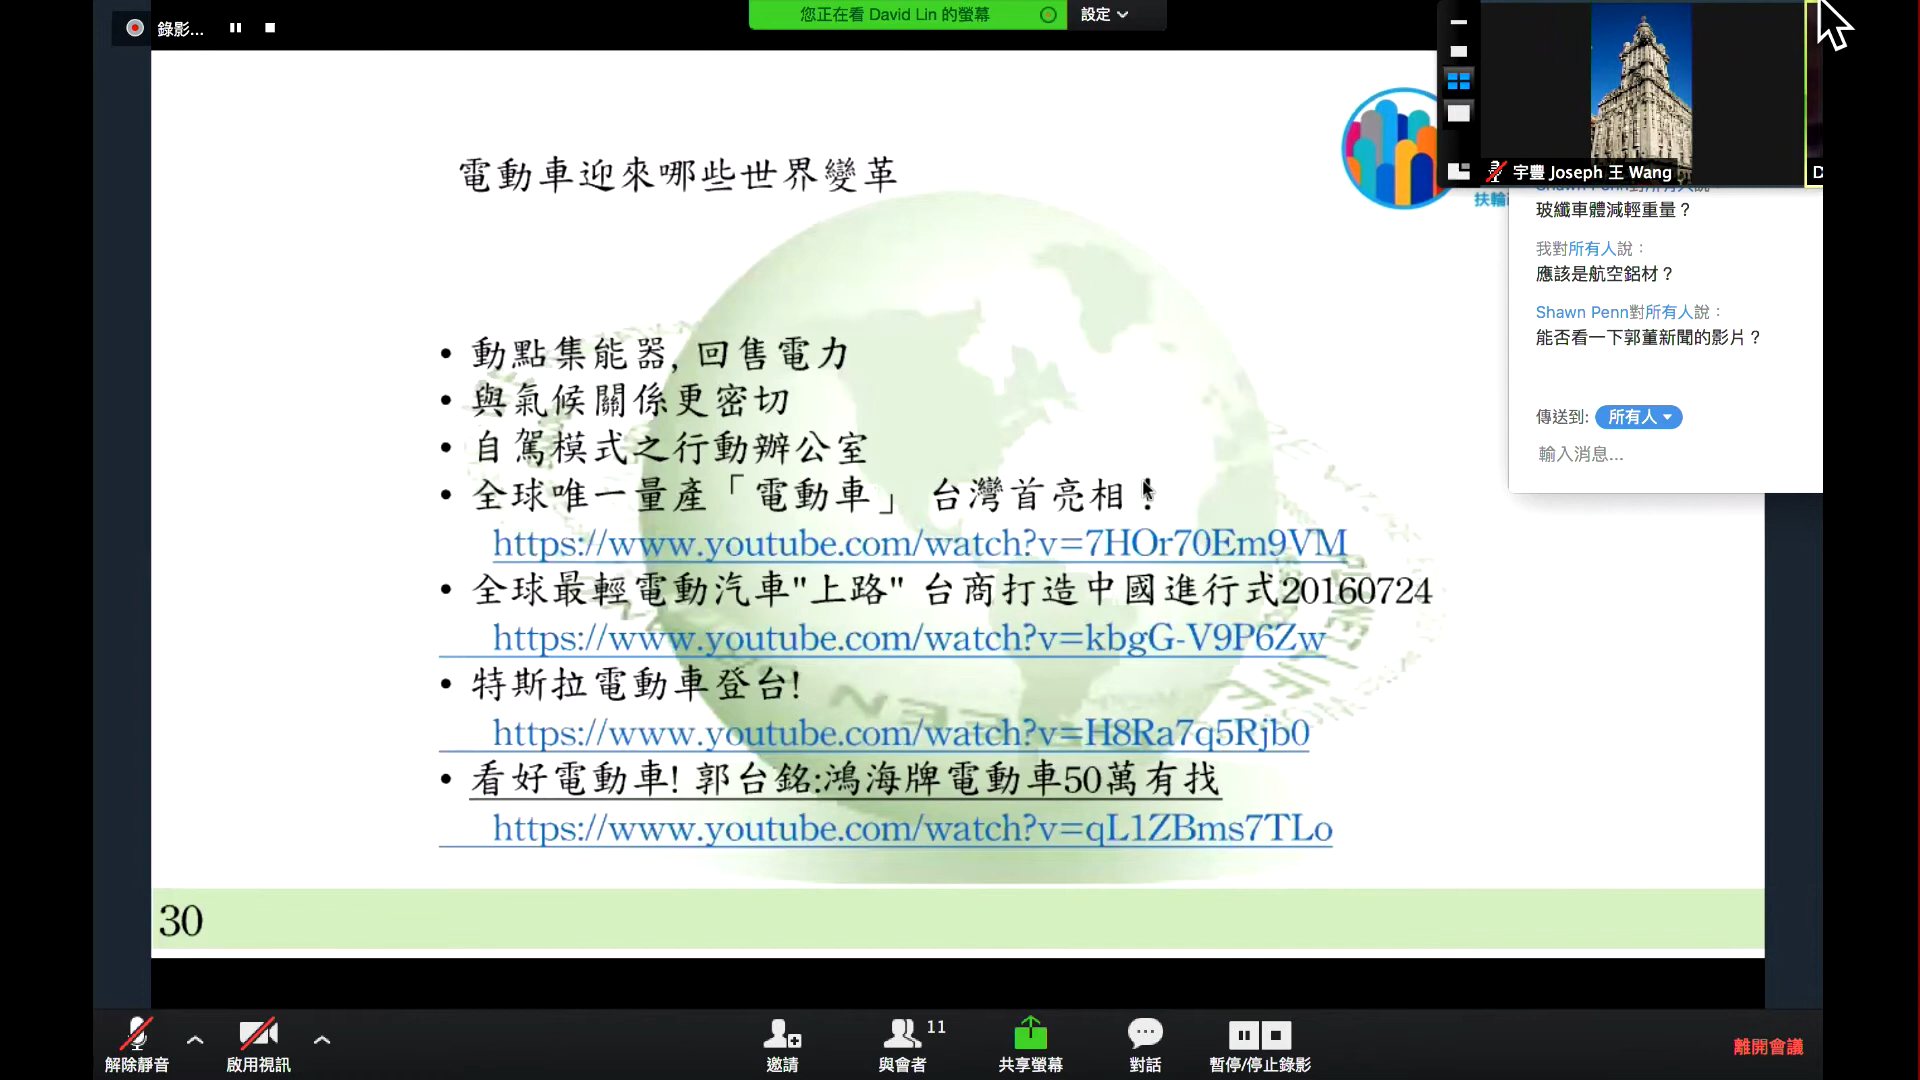 錄影...
您正在看 David Lin 的螢幕
設定
宇豐 Joseph 王 Wang
D
扶輪
玻纖車體減輕重量？
我對所有人說：
應該是航空鋁材？
Shawn Penn對所有人說：
能否看一下郭董新聞的影片？
傳送到: 所有人
輸入消息...
電動車迎來哪些世界變革
• 動點集能器, 回售電力
• 與氣候關係更密切
• 自駕模式之行動辦公室
• 全球唯一量產「電動車」 台灣首亮相！
https://www.youtube.com/watch?v=7HOr70Em9VM
• 全球最輕電動汽車"上路" 台商打造中國進行式20160724
https://www.youtube.com/watch?v=kbgG-V9P6Zw
• 特斯拉電動車登台!
https://www.youtube.com/watch?v=H8Ra7q5Rjb0
• 看好電動車! 郭台銘:鴻海牌電動車50萬有找
https://www.youtube.com/watch?v=qL1ZBms7TLo
30
解除靜音
啟用視訊
邀請
與會者 11
共享螢幕
對話
暫停/停止錄影
離開會議